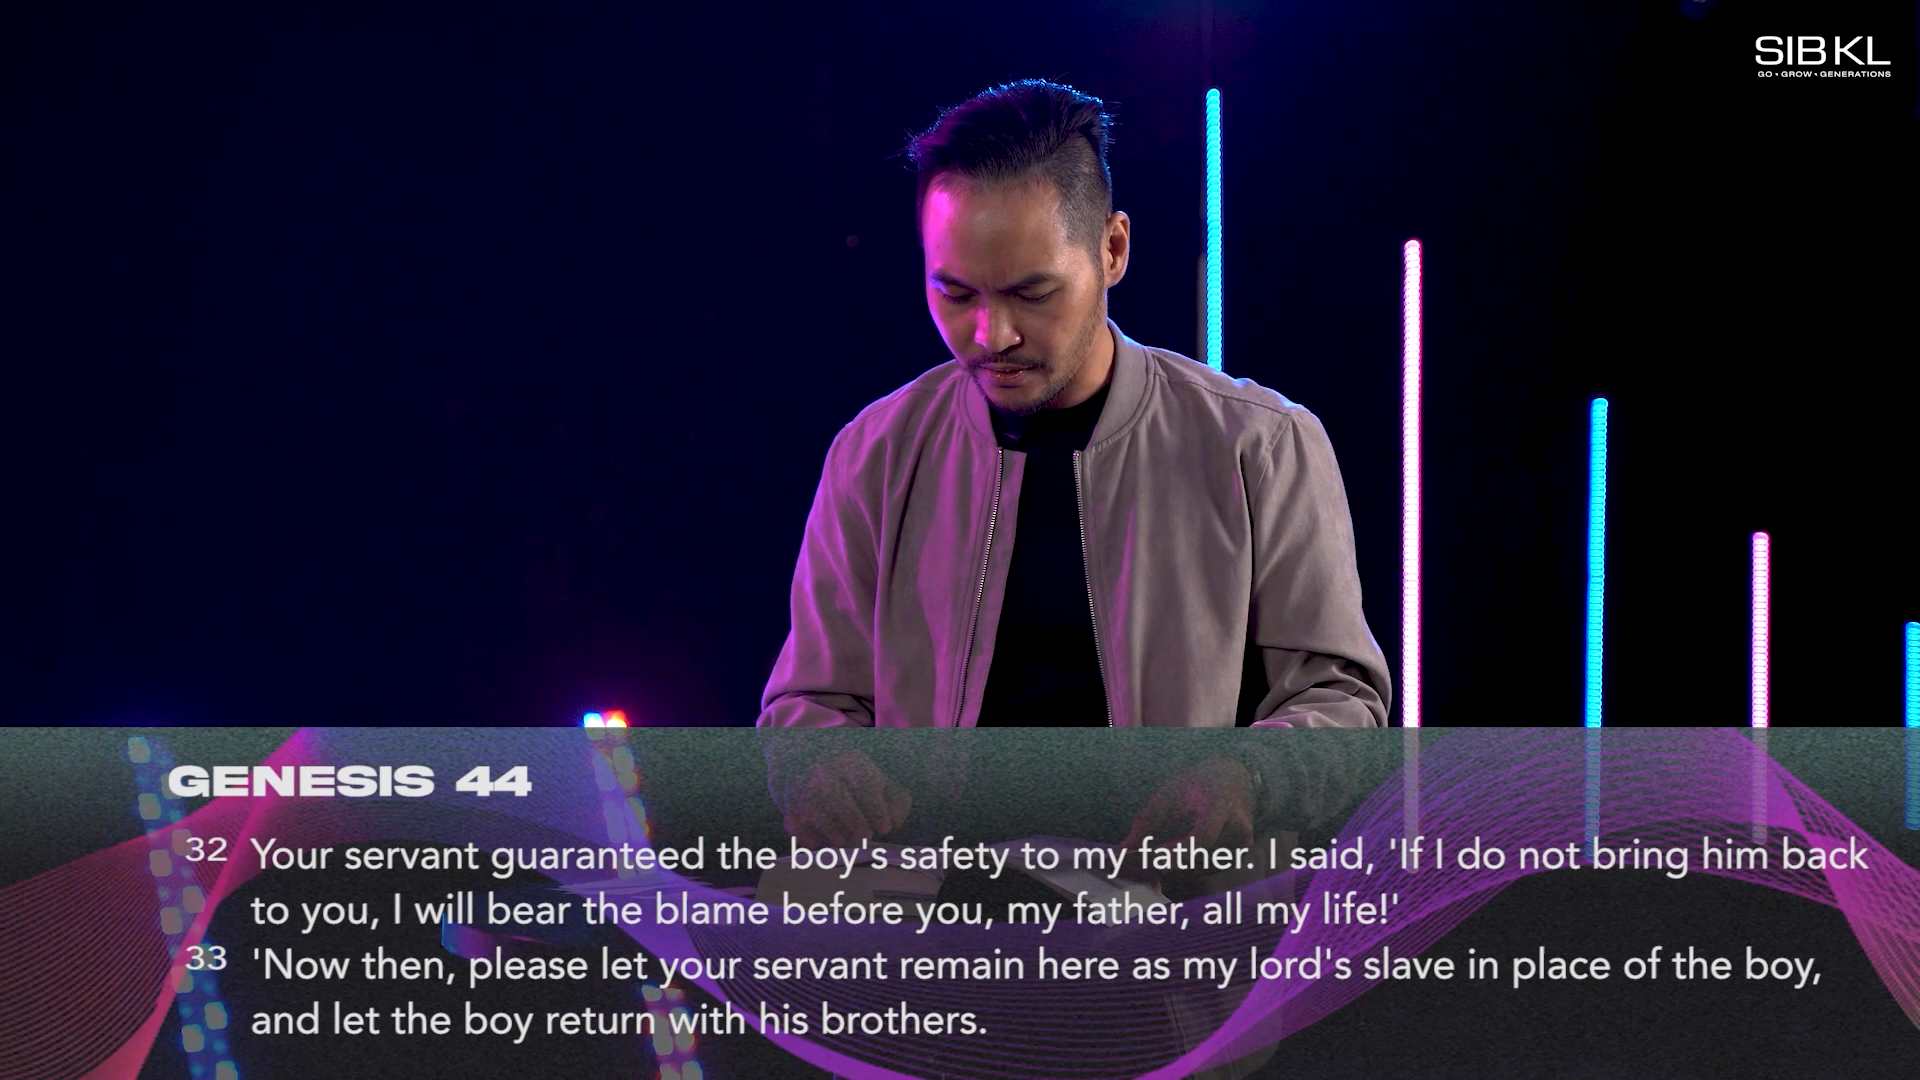 SIBKL
GO • GROW • GENERATIONS
GENESIS 44
32 Your servant guaranteed the boy's safety to my father. I said, 'If I do not bring him back
to you, I will bear the blame before you, my father, all my life!'
33 'Now then, please let your servant remain here as my lord's slave in place of the boy,
and let the boy return with his brothers.